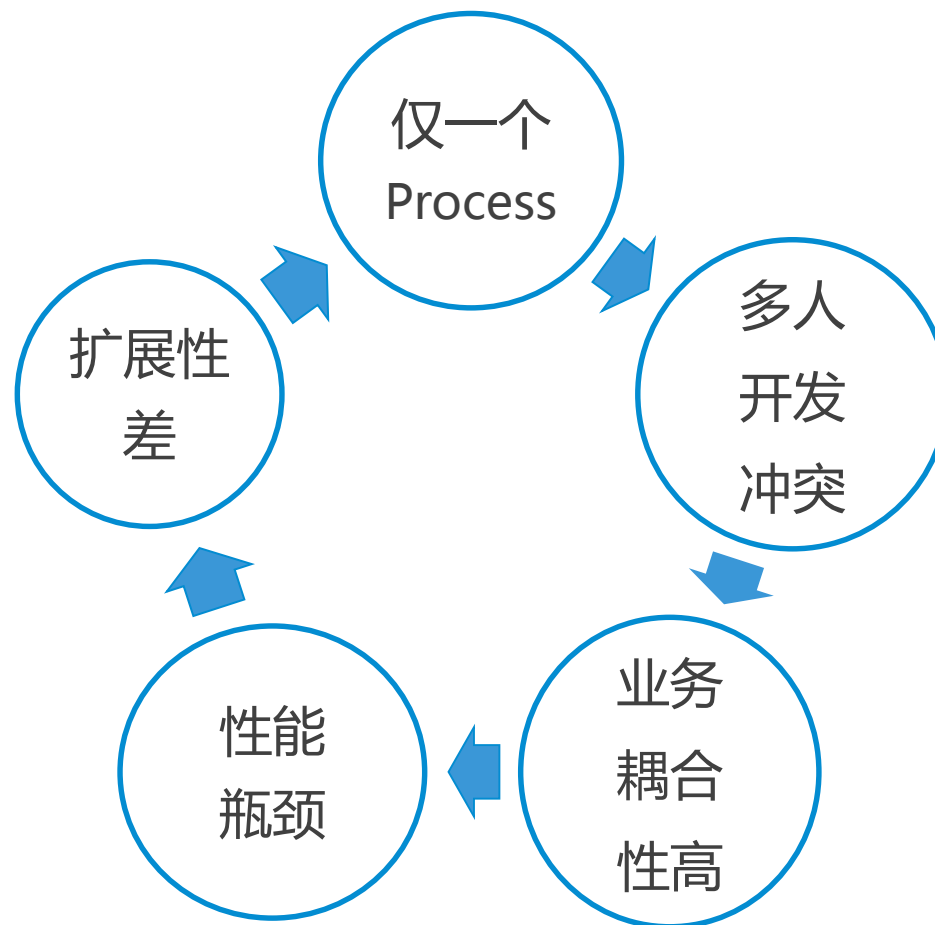 仅一个
Process
多人
开发
冲突
业务
耦合
性高
性能
瓶颈
扩展性
差